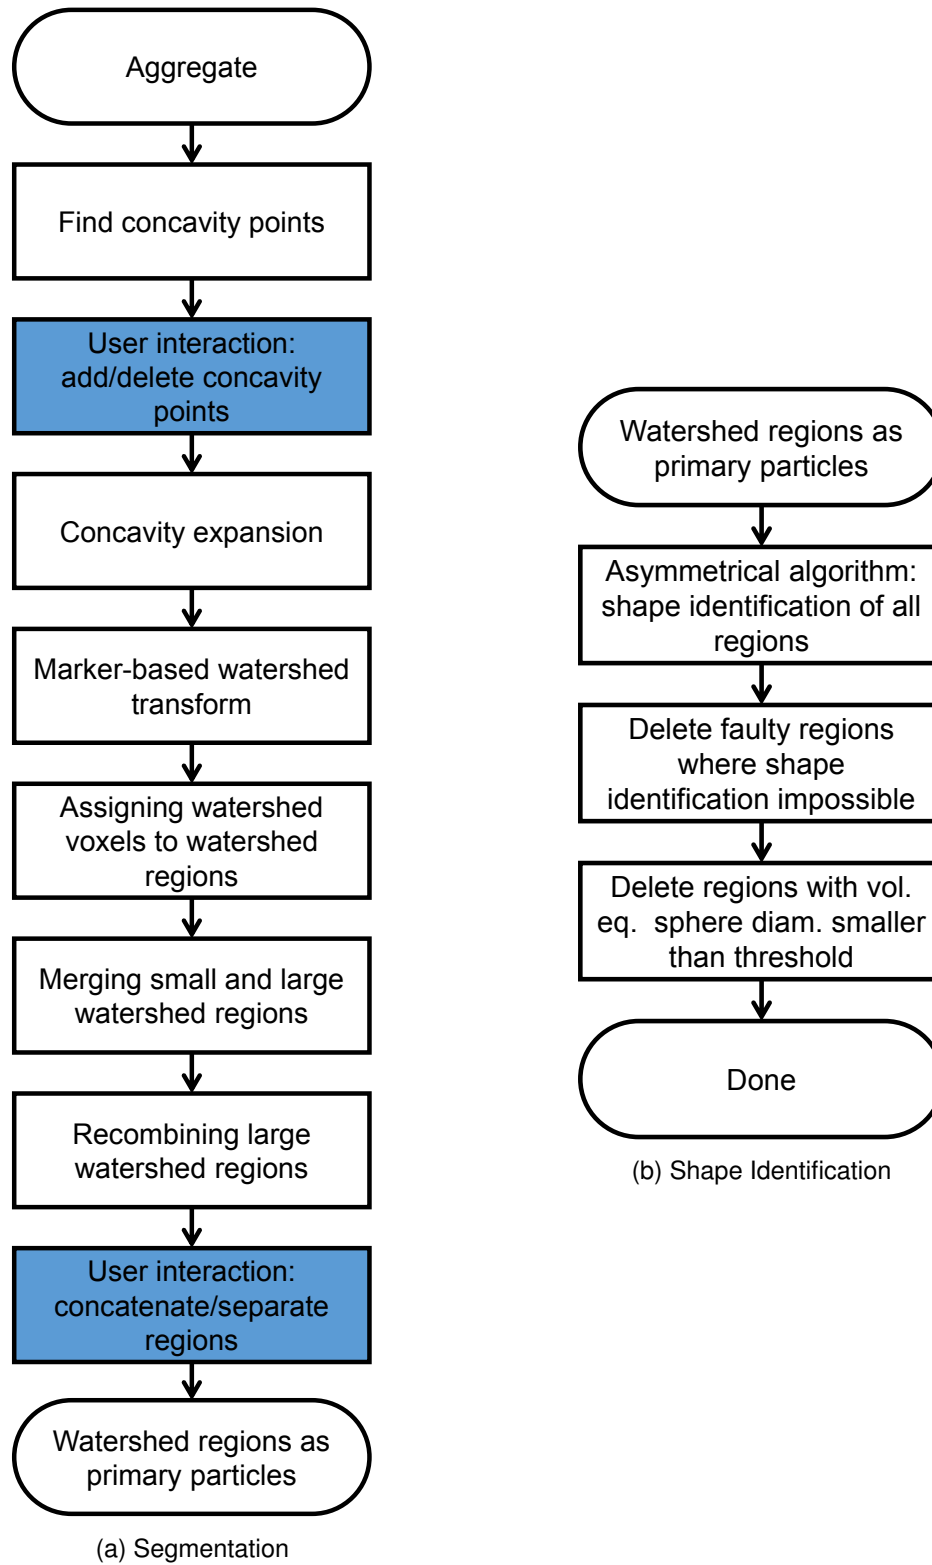 Aggregate
Find concavity points
User interaction:
add/delete concavity
points
Concavity expansion
Marker-based watershed
transform
Assigning watershed
voxels to watershed
regions
Merging small and large
watershed regions
Recombining large
watershed regions
User interaction:
concatenate/separate
regions
Watershed regions as
primary particles
(a) Segmentation
Watershed regions as
primary particles
Asymmetrical algorithm:
shape identification of all
regions
Delete faulty regions
where shape
identification impossible
Delete regions with vol.
eq. sphere diam. smaller
than threshold
Done
(b) Shape Identification